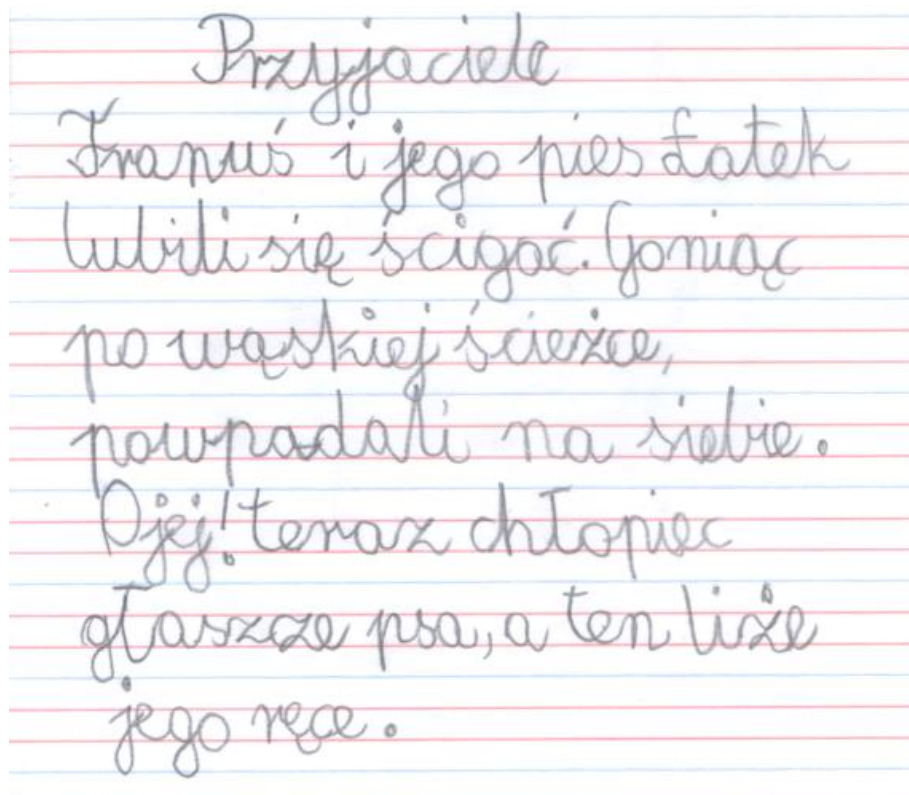 Przyjaciele
Franuś i jego pies Łatek
lubili się ścigać. Goniąc
po wąskiej ścieżce,
powpadali na siebie.
Ojej! teraz chłopiec
głaszcze psa, a ten liże
jego ręce.